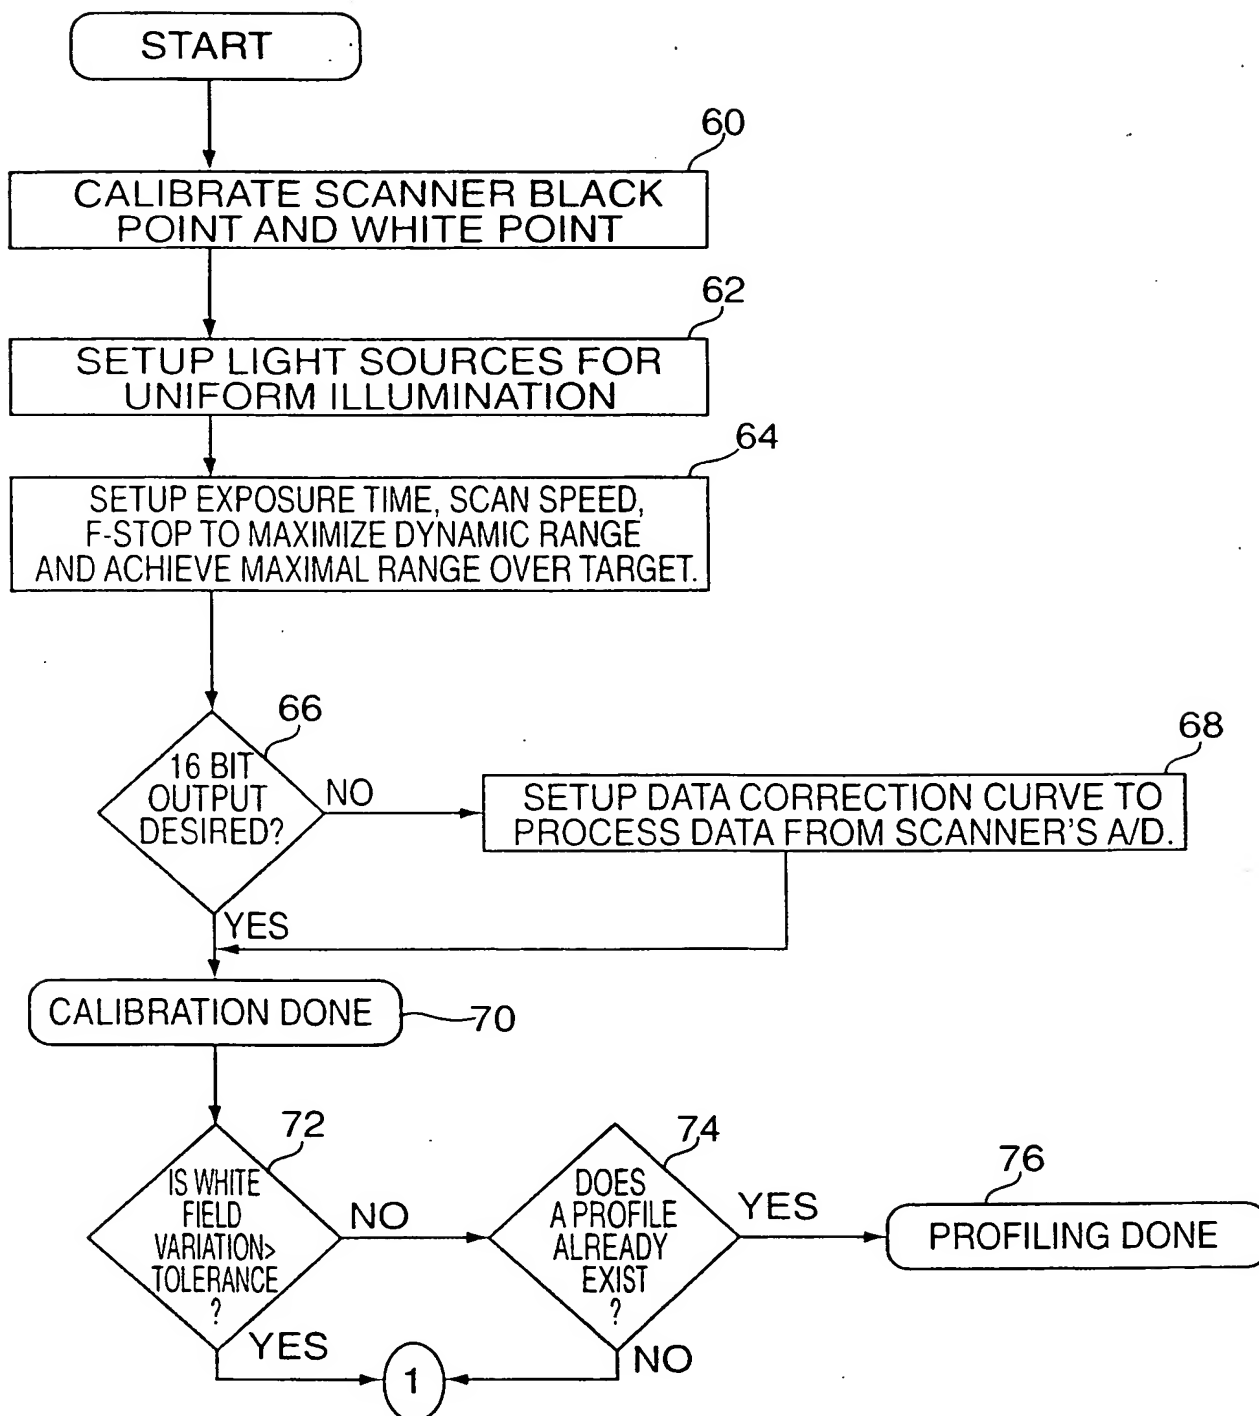 START
60
CALIBRATE SCANNER BLACK
POINT AND WHITE POINT
62
SETUP LIGHT SOURCES FOR
UNIFORM ILLUMINATION
64
SETUP EXPOSURE TIME, SCAN SPEED,
F-STOP TO MAXIMIZE DYNAMIC RANGE
AND ACHIEVE MAXIMAL RANGE OVER TARGET.
66
16 BIT
OUTPUT
DESIRED?
NO
68
SETUP DATA CORRECTION CURVE TO
PROCESS DATA FROM SCANNER'S A/D.
YES
CALIBRATION DONE
70
72
IS WHITE
FIELD
VARIATION>
TOLERANCE
?
NO
74
DOES
A PROFILE
ALREADY
EXIST
?
YES
76
PROFILING DONE
YES
1
NO